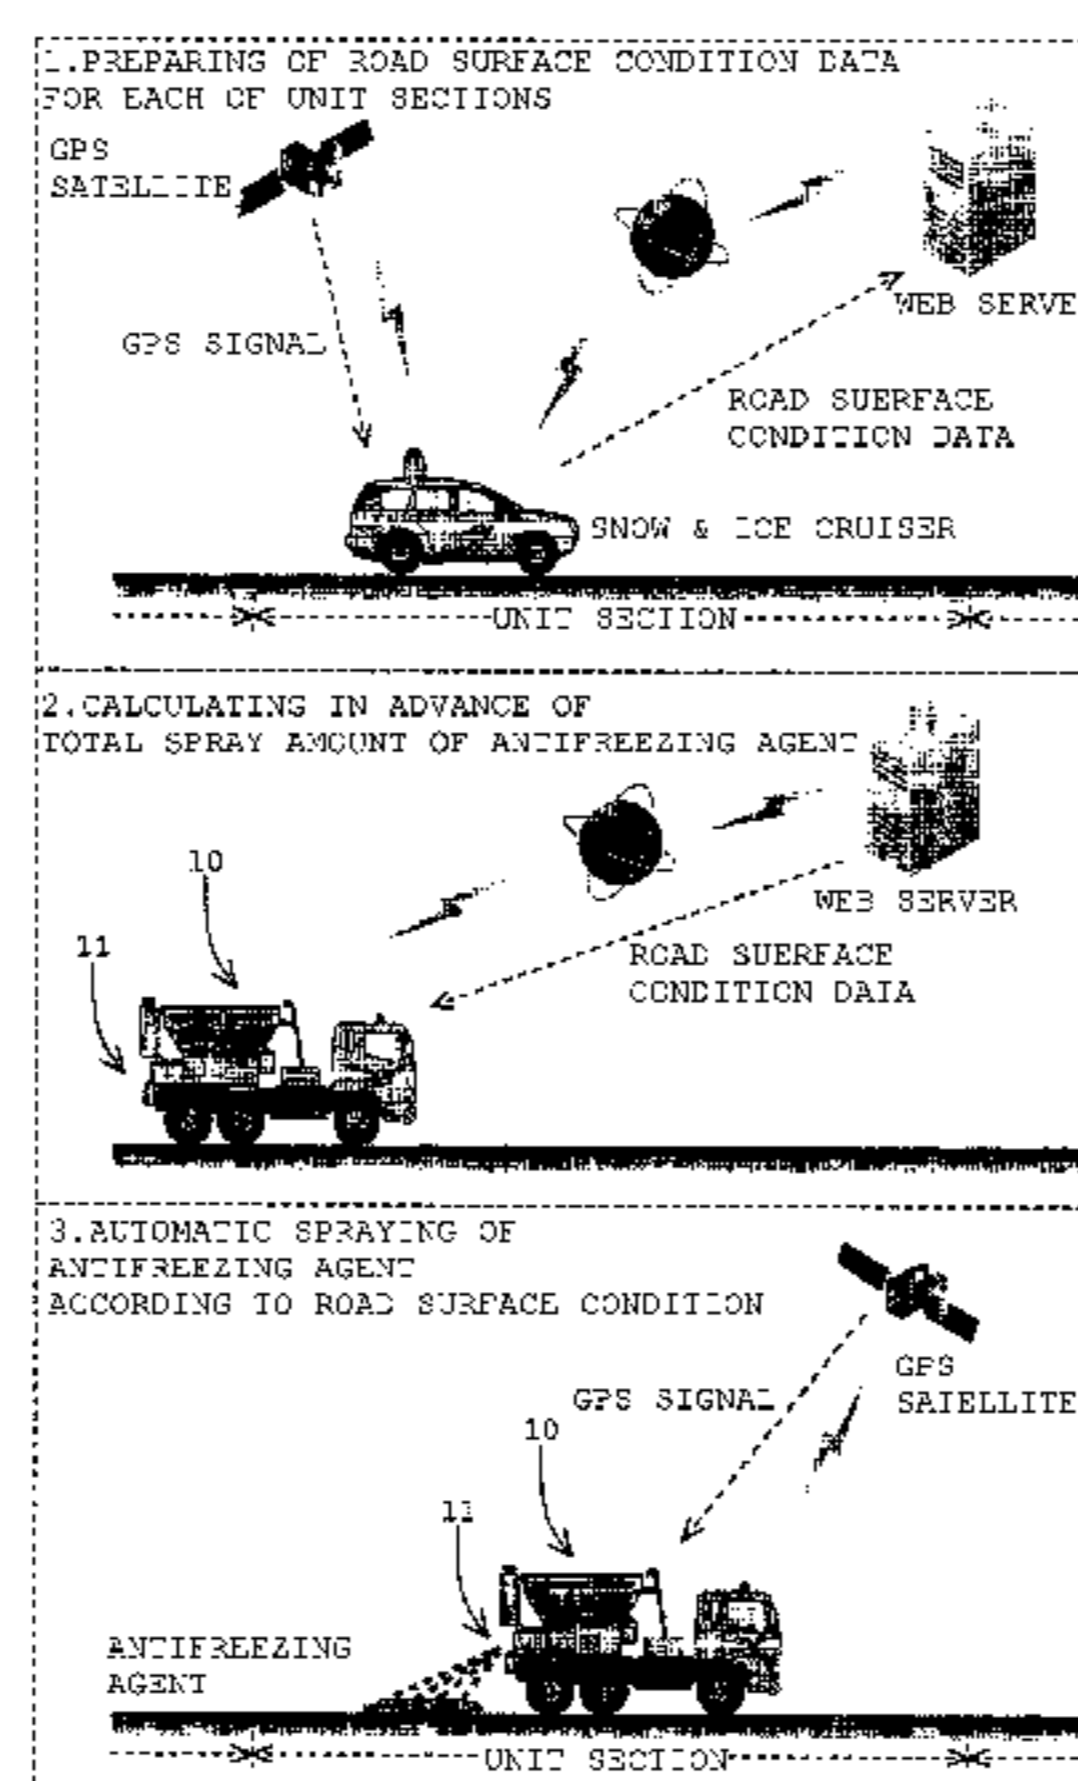 1.PREPARING OF ROAD SURFACE CONDITION DATA
FOR EACH OF UNIT SECTIONS
GPS
SATELLITE
GPS SIGNAL
WEB SERVE
ROAD SUERFACE
CONDITION DATA
SNOW & ICE CRUISER
UNIT SECTION
2.CALCULATING IN ADVANCE OF
TOTAL SPRAY AMOUNT OF ANTIFREEZING AGENT
10
11
WEB SERVER
ROAD SUERFACE
CONDITION DATA
3.AUTOMATIC SPRAYING OF
ANTIFREEZING AGENT
ACCORDING TO ROAD SURFACE CONDITION
GPS
SATELLITE
GPS SIGNAL
10
11
ANTIFREEZING
AGENT
UNIT SECTION